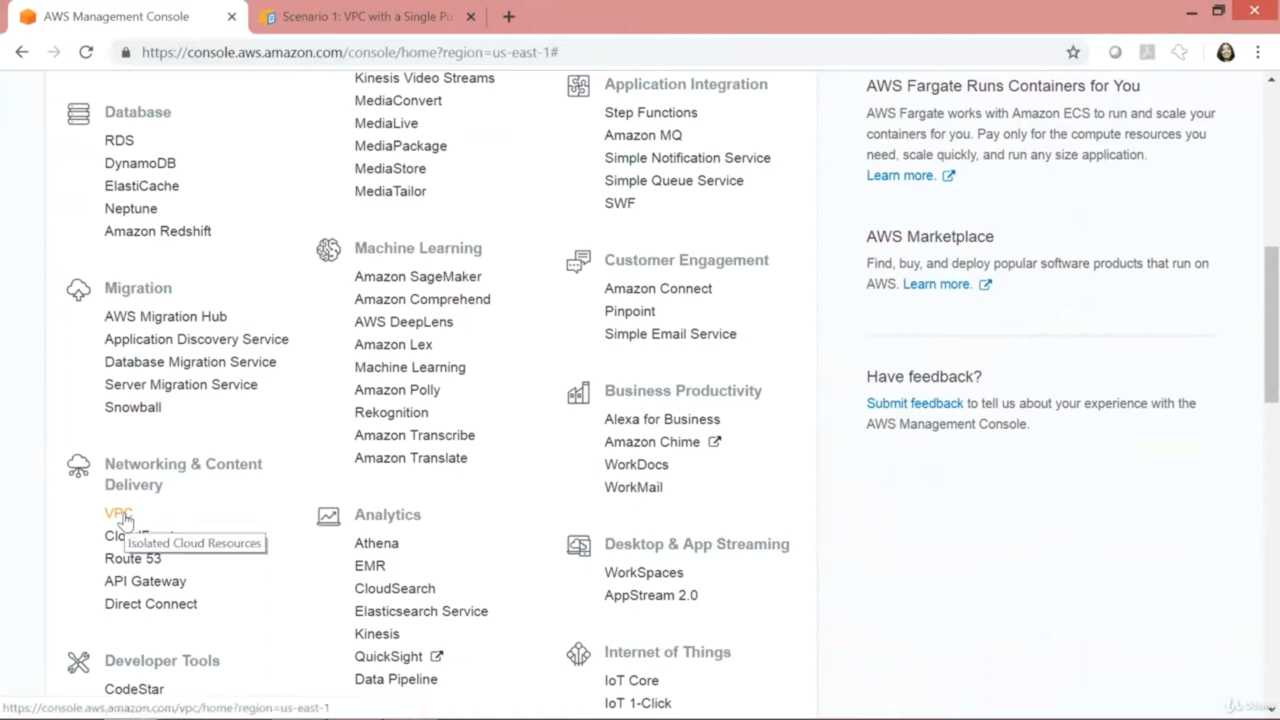 AWS Management Console
Scenario 1: VPC with a Single Pu
https://console.aws.amazon.com/console/home?region=us-east-1#
Database
RDS
DynamoDB
ElastiCache
Neptune
Amazon Redshift
Migration
AWS Migration Hub
Application Discovery Service
Database Migration Service
Server Migration Service
Snowball
Networking & Content
Delivery
VPC
Isolated Cloud Resources
Route 53
API Gateway
Direct Connect
Developer Tools
CodeStar
Kinesis Video Streams
MediaConvert
MediaLive
MediaPackage
MediaStore
MediaTailor
Machine Learning
Amazon SageMaker
Amazon Comprehend
AWS DeepLens
Amazon Lex
Machine Learning
Amazon Polly
Rekognition
Amazon Transcribe
Amazon Translate
Analytics
Athena
EMR
CloudSearch
Elasticsearch Service
Kinesis
QuickSight
Data Pipeline
Application Integration
Step Functions
Amazon MQ
Simple Notification Service
Simple Queue Service
SWF
Customer Engagement
Amazon Connect
Pinpoint
Simple Email Service
Business Productivity
Alexa for Business
Amazon Chime
WorkDocs
WorkMail
Desktop & App Streaming
WorkSpaces
AppStream 2.0
Internet of Things
IoT Core
IoT 1-Click
AWS Fargate Runs Containers for You
AWS Fargate works with Amazon ECS to run and scale your
containers for you. Pay only for the compute resources you
need, scale quickly, and run any size application.
Learn more.
AWS Marketplace
Find, buy, and deploy popular software products that run on
AWS. Learn more.
Have feedback?
Submit feedback to tell us about your experience with the
AWS Management Console.
https://console.aws.amazon.com/vpc/home?region=us-east-1